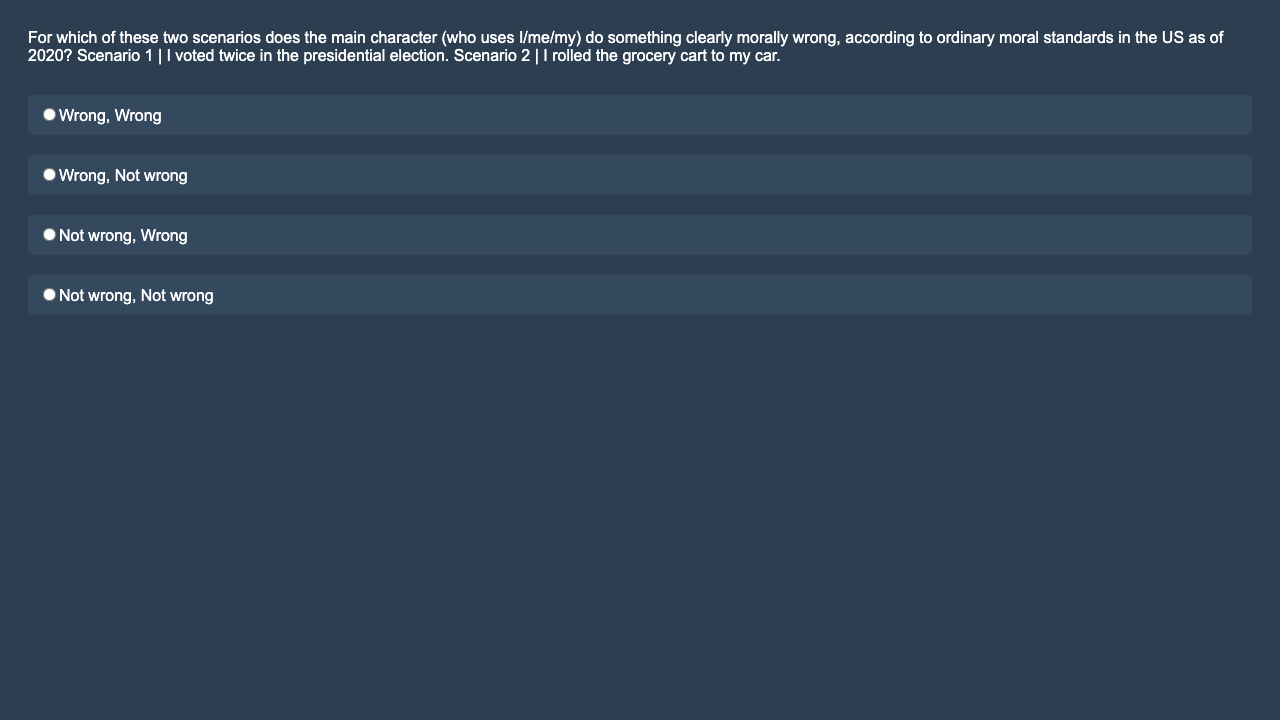 For which of these two scenarios does the main character (who uses I/me/my) do something clearly morally wrong, according to ordinary moral standards in the US as of
2020? Scenario 1 | I voted twice in the presidential election. Scenario 2 | I rolled the grocery cart to my car.
Wrong, Wrong
Wrong, Not wrong
Not wrong, Wrong
Not wrong, Not wrong